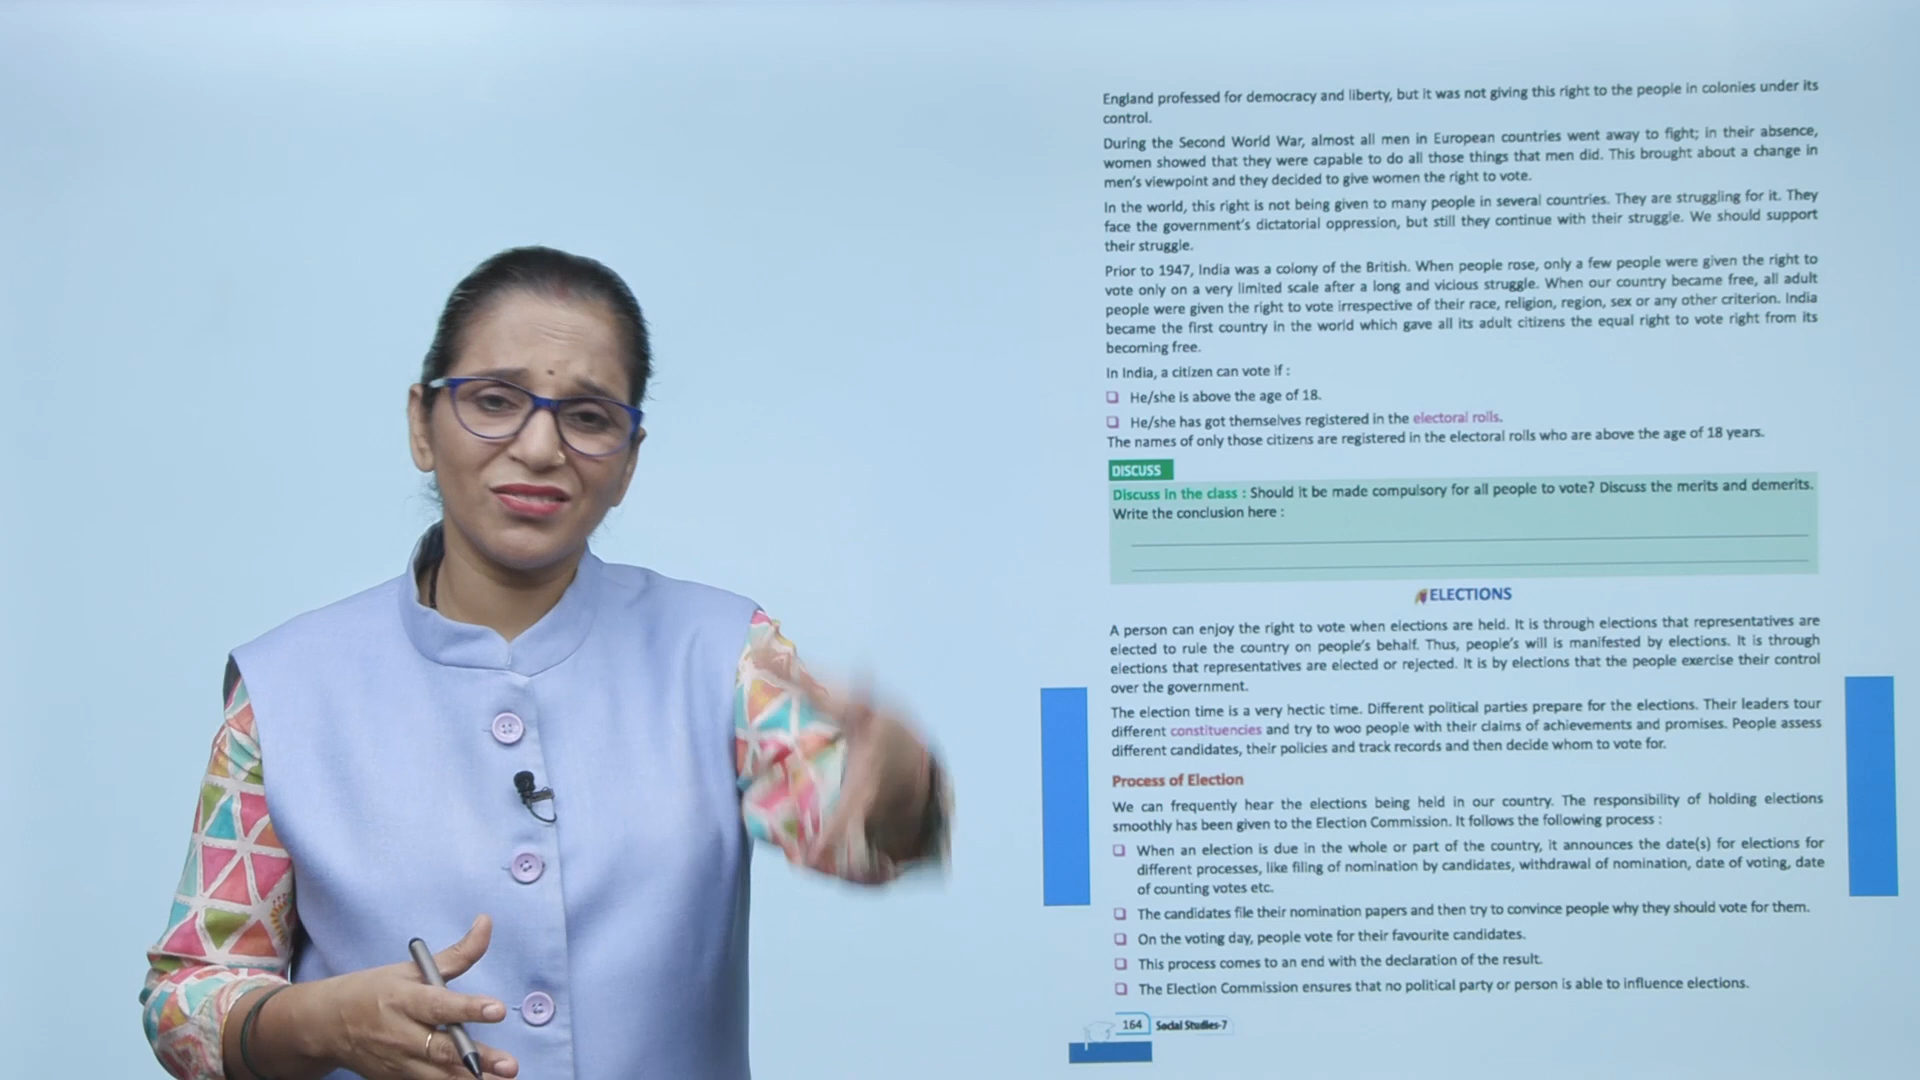 England professed for democracy and liberty, but it was not giving this right to the people in colonies under its
control.
During the Second World War, almost all men in European countries went away to fight; in their absence,
women showed that they were capable to do all those things that men did. This brought about a change in
men's viewpoint and they decided to give women the right to vote.
In the world, this right is not being given to many people in several countries. They are struggling for it. They
face the government's dictatorial oppression, but still they continue with their struggle. We should support
their struggle.
Prior to 1947, India was a colony of the British. When people rose, only a few people were given the right to
vote only on a very limited scale after a long and vicious struggle. When our country became free, all adult
people were given the right to vote irrespective of their race, religion, region, sex or any other criterion. India
became the first country in the world which gave all its adult citizens the equal right to vote right from its
becoming free.
In India, a citizen can vote if :
He/she is above the age of 18.
He/she has got themselves registered in the electoral rolls.
The names of only those citizens are registered in the electoral rolls who are above the age of 18 years.
DISCUSS
Discuss in the class : Should it be made compulsory for all people to vote? Discuss the merits and demerits.
Write the conclusion here :
ELECTIONS
A person can enjoy the right to vote when elections are held. It is through elections that representatives are
elected to rule the country on people's behalf. Thus, people's will is manifested by elections. It is through
elections that representatives are elected or rejected. It is by elections that the people exercise their control
over the government.
The election time is a very hectic time. Different political parties prepare for the elections. Their leaders tour
different constituencies and try to woo people with their claims of achievements and promises. People assess
different candidates, their policies and track records and then decide whom to vote for.
Process of Election
We can frequently hear the elections being held in our country. The responsibility of holding elections
smoothly has been given to the Election Commission. It follows the following process :
When an election is due in the whole or part of the country, it announces the date(s) for elections for
different processes, like filing of nomination by candidates, withdrawal of nomination, date of voting, date
of counting votes etc.
The candidates file their nomination papers and then try to convince people why they should vote for them.
On the voting day, people vote for their favourite candidates.
This process comes to an end with the declaration of the result.
The Election Commission ensures that no political party or person is able to influence elections.
164 Social Studies-7